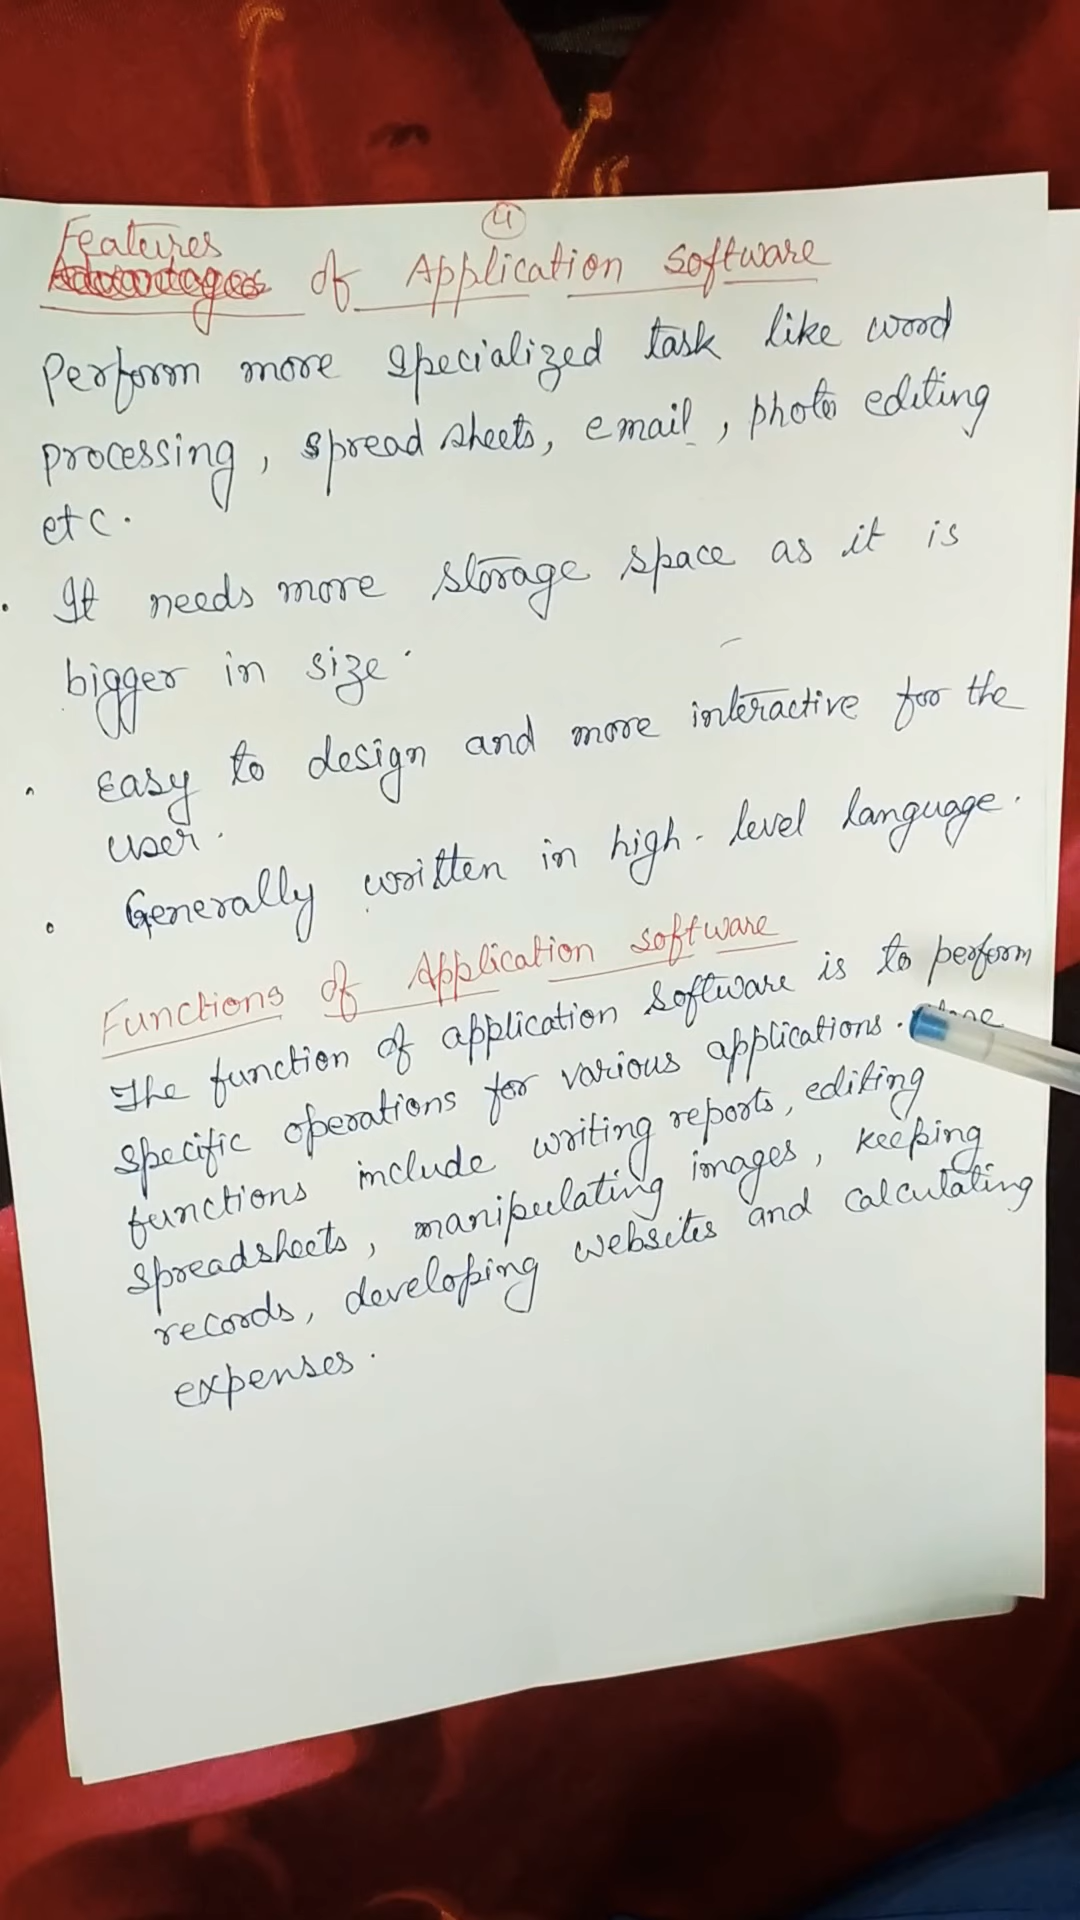 4
Features
of Application software
Perform more specialized task like word
processing, spread sheets, email, photo editing
etc.
• It needs more storage space as it is
bigger in size.
• Easy to design and more interactive for the
user.
• Generally written in high-level language.
Functions of Application software
The function of application software is to perform
specific operations for various applications.
functions include writing reports, editing
spreadsheets, manipulating images, keeping
records, developing websites and calculating
expenses.